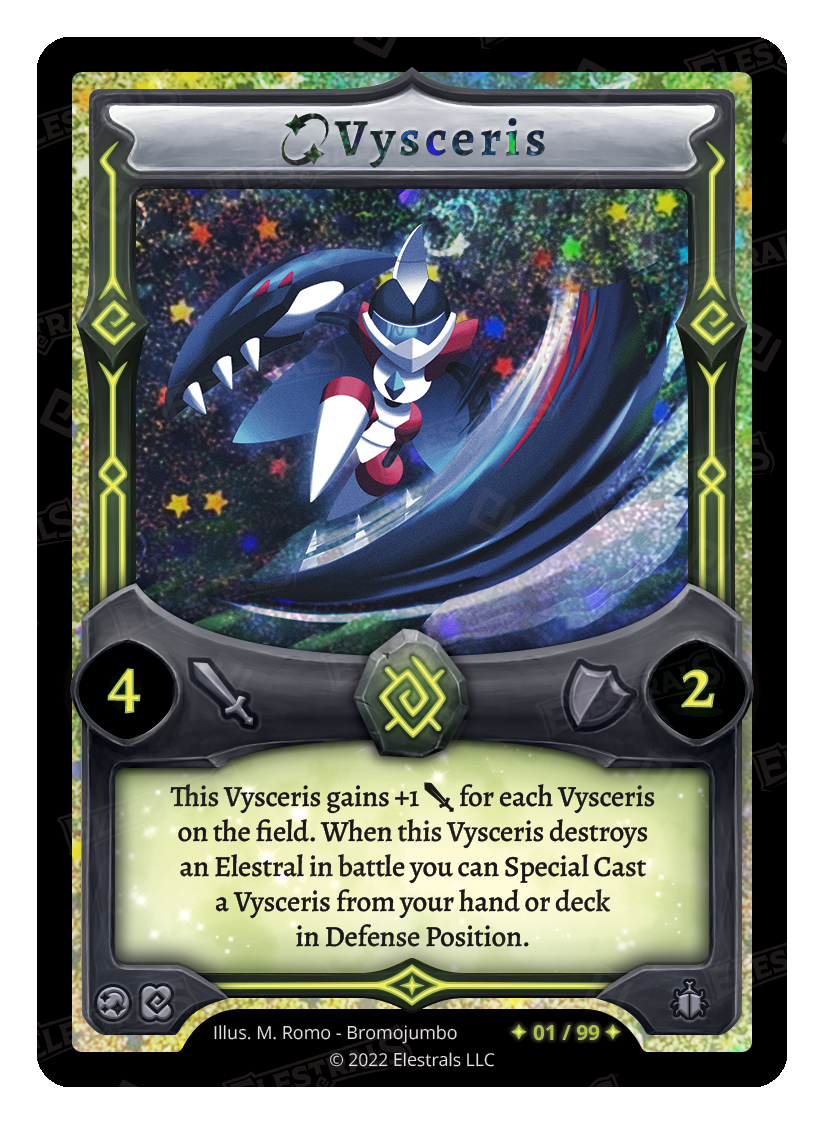 Vysceris
4
2
This Vysceris gains +1 for each Vysceris
on the field. When this Vysceris destroys
an Elestral in battle you can Special Cast
a Vysceris from your hand or deck
in Defense Position.
Illus. M. Romo - Bromojumbo
01 / 99
© 2022 Elestrals LLC
ELESTRALS